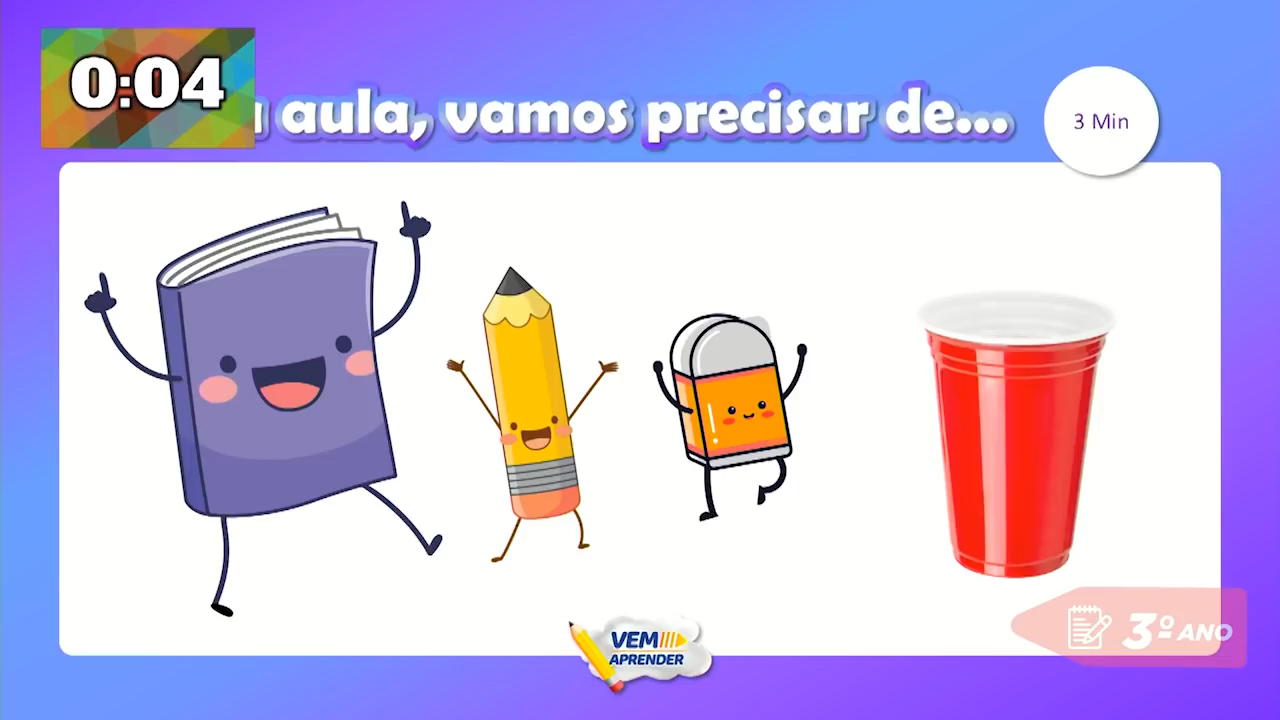 0:04
aula, vamos precisar de...
3 Min
VEM
APRENDER
3º ANO